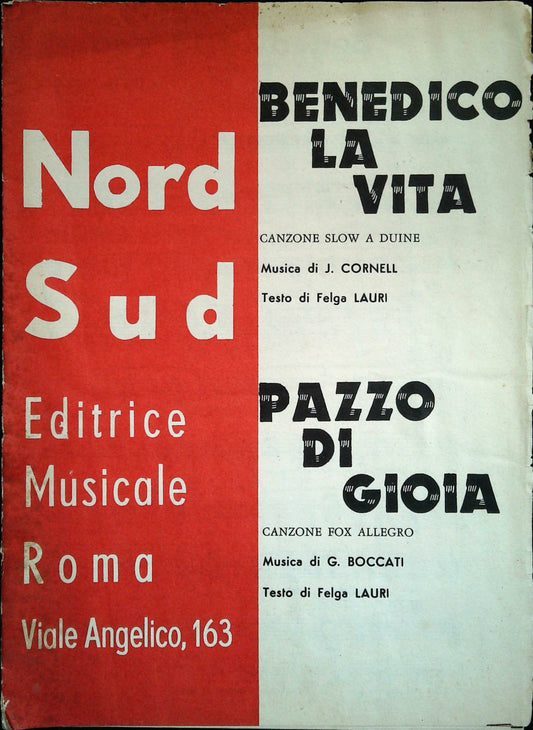 Nord
Sud
Editrice
Musicale
Roma
Viale Angelico, 163
BENEDICO
LA
VITA
CANZONE SLOW A DUINE
Musica di J. CORNELL
Testo di Felga LAURI
PAZZO
DI
GIOIA
CANZONE FOX ALLEGRO
Musica di G. BOCCATI
Testo di Felga LAURI